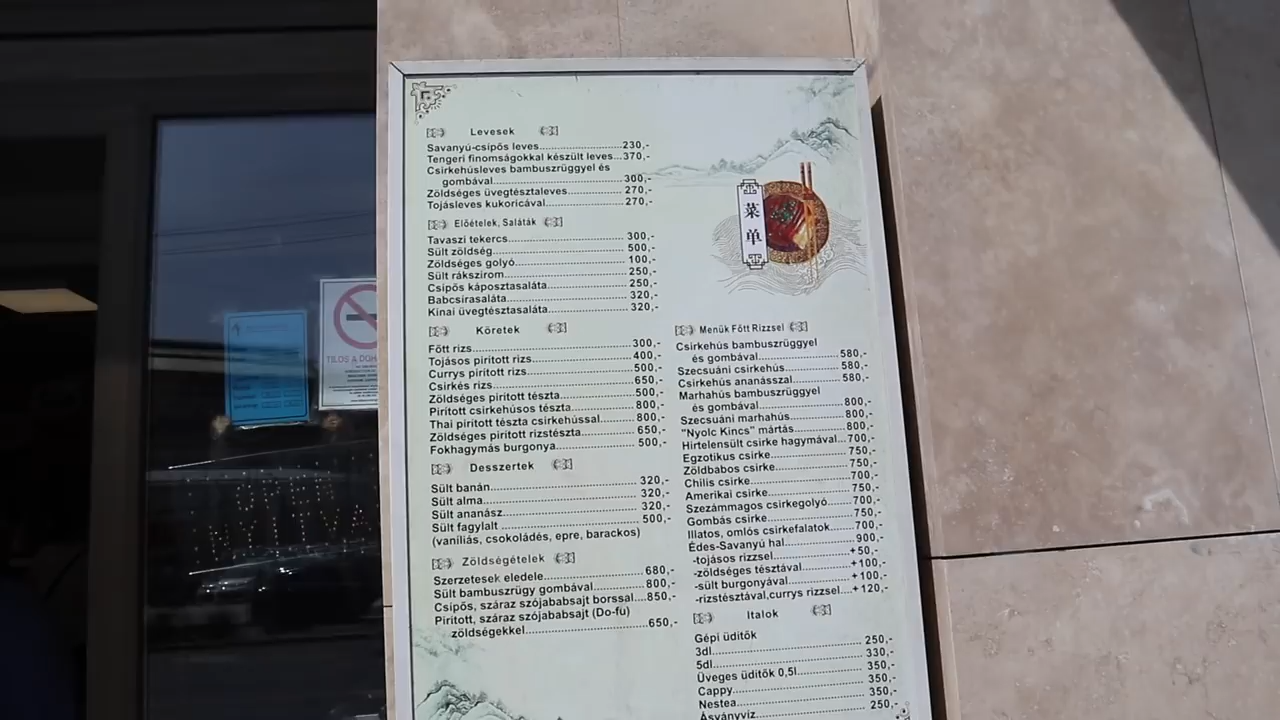 Levesek
Savanyú-csípős leves....................230,-
Tengeri finomságokkal készült leves...370,-
Csirkehúsleves bambuszrüggyel és
gombával...............................300,-
Zöldséges üvegtésztaleves..............270,-
Tojásleves kukoricával....................270,-
Előételek, Saláták
Tavaszi tekercs..............................300,-
Sült zöldség..................................500,-
Zöldséges golyó............................100,-
Sült rákszirom...............................250,-
Csípős káposztasaláta....................250,-
Babcsírasaláta...............................320,-
Kínai üvegtésztasaláta....................320,-
Köretek
Főtt rizs........................................300,-
Tojásos pirított rizs.........................400,-
Currys pirított rizs..........................500,-
Csirkés rizs...................................650,-
Zöldséges pirított tészta.................500,-
Pirított csirkehúsos tészta...............800,-
Thai pirított tészta csirkehússal........800,-
Zöldséges pirított rizstészta............650,-
Fokhagymás burgonya...................500,-
Desszertek
Sült banán....................................320,-
Sült alma......................................320,-
Sült ananász.................................320,-
Sült fagylalt ..................................500,-
(vaníliás, csokoládés, epre, barackos)
Zöldségételek
Szerzetesek eledele........................680,-
Sült bambuszrügy gombával............800,-
Csípős, száraz szójababsajt borssal....850,-
Pirított, száraz szójababsajt (Do-fu)
zöldségekkel...............................650,-
菜单
Menük Főtt Rizzsel
Csirkehús bambuszrüggyel
és gombával....................580,-
Szecsuáni csirkehús..............580,-
Csirkehús ananásszal............580,-
Marhahús bambuszrüggyel
és gombával....................800,-
Szecsuáni marhahús..............800,-
"Nyolc Kincs" mártás.............800,-
Hirtelensült csirke hagymával...700,-
Egzotikus csirke...................750,-
Zöldbabos csirke..................750,-
Chilis csirke.........................700,-
Amerikai csirke....................750,-
Szezámmagos csirkegolyó......700,-
Gombás csirke.....................750,-
Illatos, omlós csirkefalatok......700,-
Édes-Savanyú hal.................900,-
-tojásos rizzsel.....................+50,-
-zöldséges tésztával.............+100,-
-sült burgonyával.................+100,-
-rizstésztával,currys rizzsel....+120,-
Italok
Gépi üdítők
3dl.....................................250,-
5dl.....................................330,-
Üveges üdítők 0,5l................350,-
Cappy................................350,-
Nestea...............................350,-
Ásványvíz...........................250,-
TILOS A DOH